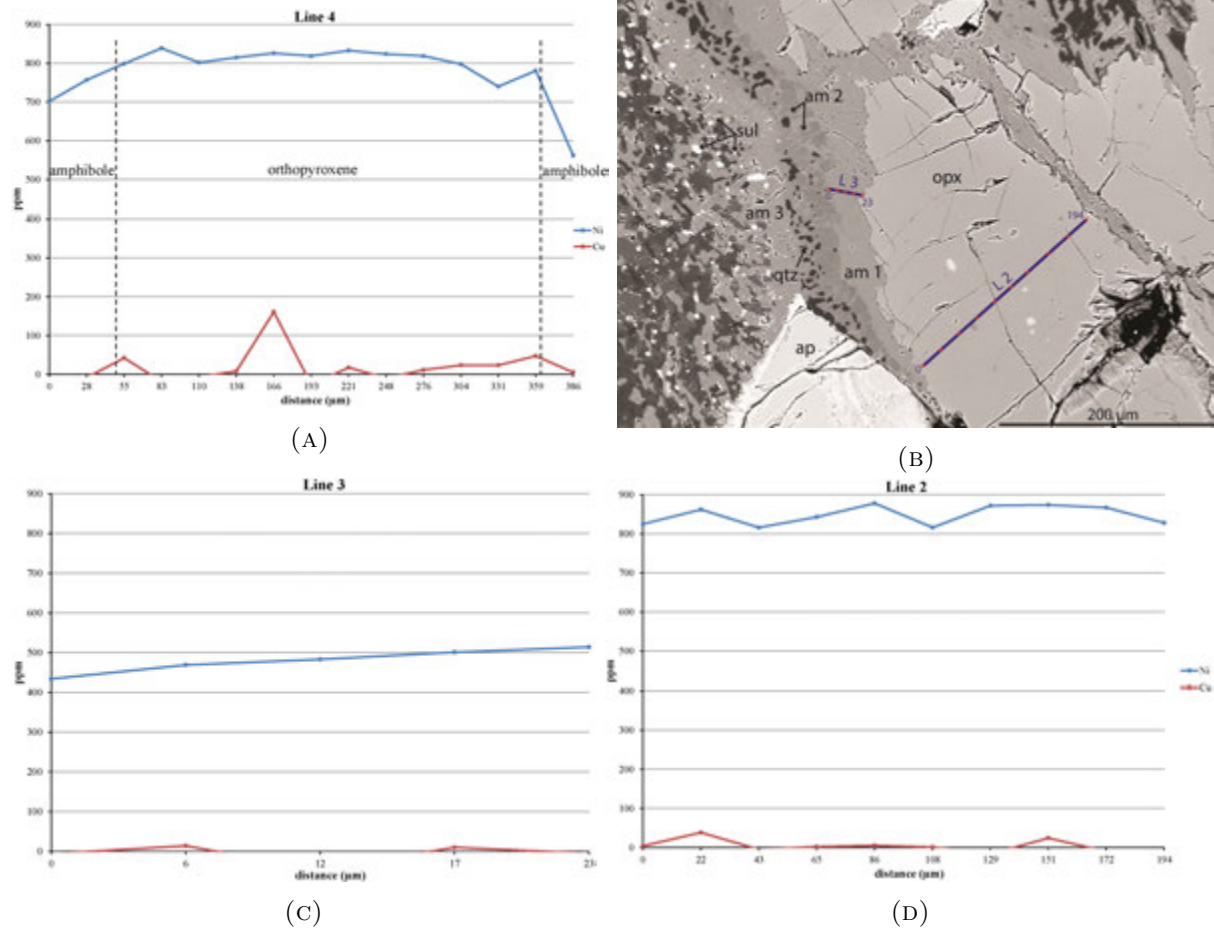 Line 4
900
800
700
600
500
400
300
200
100
0
ppm
amphibole
orthopyroxene
amphibole
Ni
Cu
0 28 55 83 110 138 166 193 221 248 276 304 331 359 386
distance (µm)
(A)
am 2
sul
L 3
23
opx
194
am 3
L 2
qtz
am 1
ap
0
200 µm
(B)
Line 3
900
800
700
600
500
400
300
200
100
0
ppm
0 6 12 17 23
distance (µm)
(C)
Line 2
900
800
700
600
500
400
300
200
100
0
ppm
Ni
Cu
0 22 43 65 86 108 129 151 172 194
distance (µm)
(D)